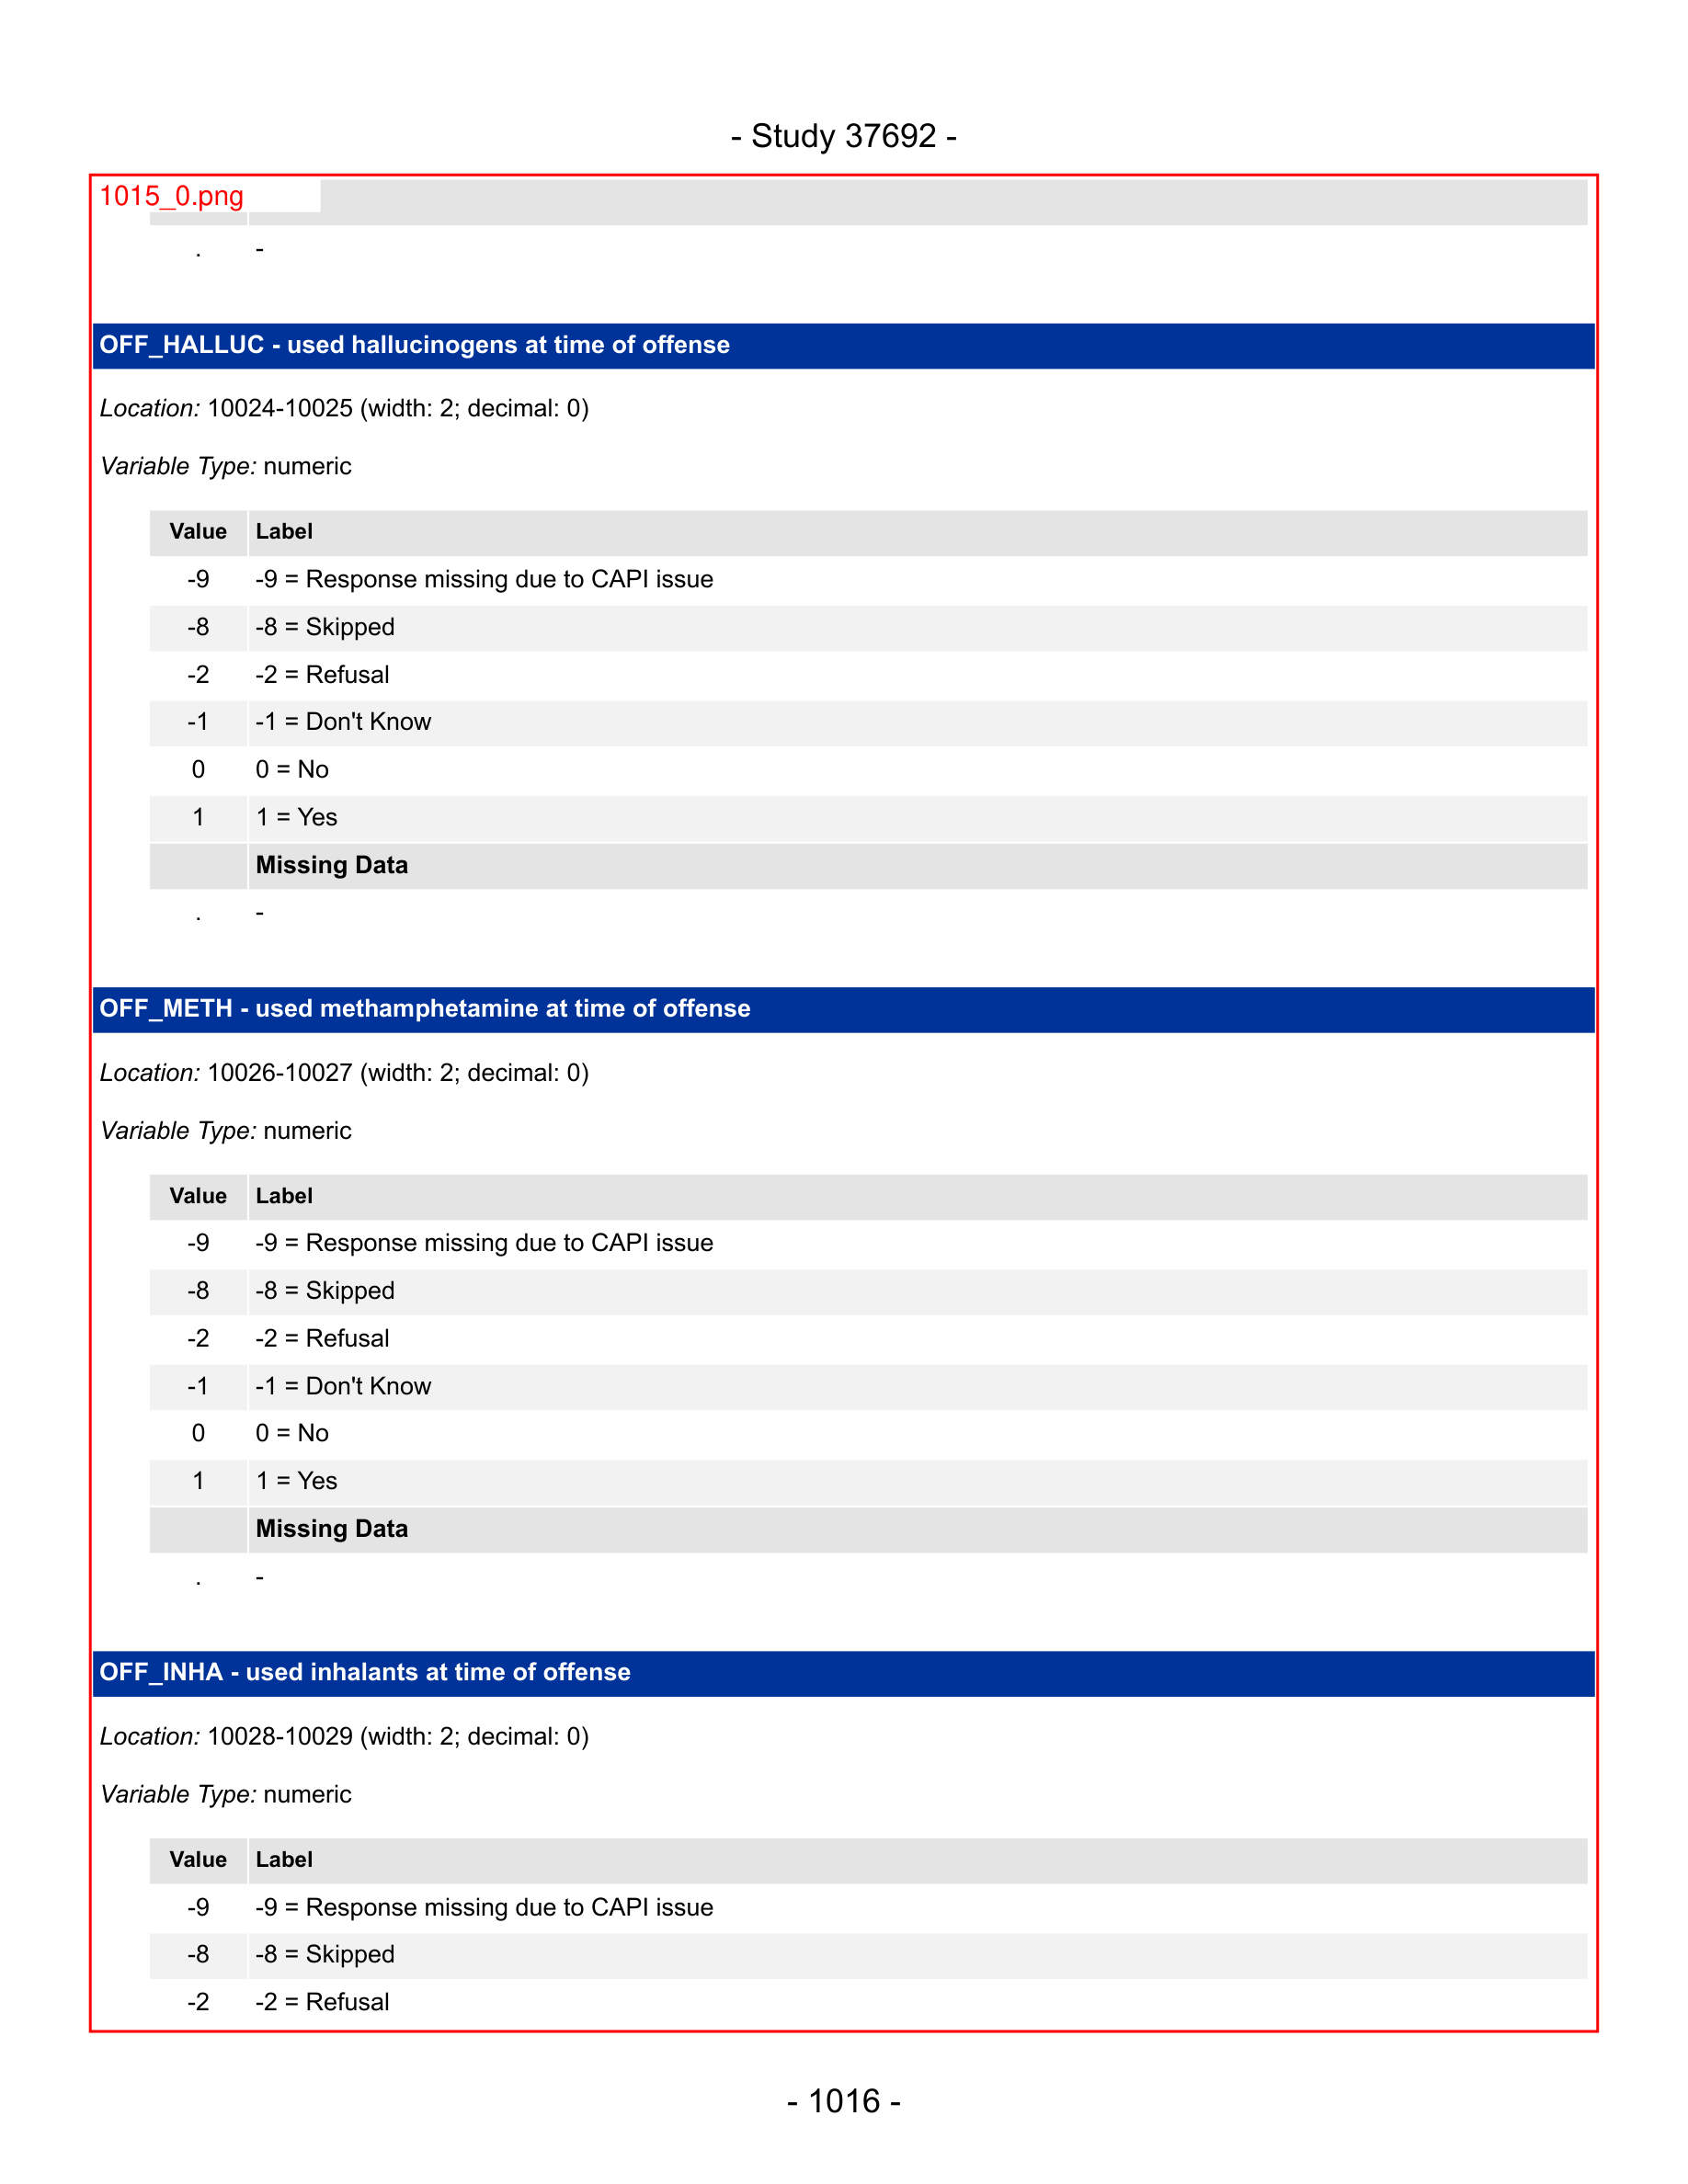 - Study 37692 -
1015_0.png
. -
OFF_HALLUC - used hallucinogens at time of offense
Location: 10024-10025 (width: 2; decimal: 0)
Variable Type: numeric
Value Label
-9 -9 = Response missing due to CAPI issue
-8 -8 = Skipped
-2 -2 = Refusal
-1 -1 = Don't Know
0 0 = No
1 1 = Yes
Missing Data
. -
OFF_METH - used methamphetamine at time of offense
Location: 10026-10027 (width: 2; decimal: 0)
Variable Type: numeric
Value Label
-9 -9 = Response missing due to CAPI issue
-8 -8 = Skipped
-2 -2 = Refusal
-1 -1 = Don't Know
0 0 = No
1 1 = Yes
Missing Data
. -
OFF_INHA - used inhalants at time of offense
Location: 10028-10029 (width: 2; decimal: 0)
Variable Type: numeric
Value Label
-9 -9 = Response missing due to CAPI issue
-8 -8 = Skipped
-2 -2 = Refusal
- 1016 -